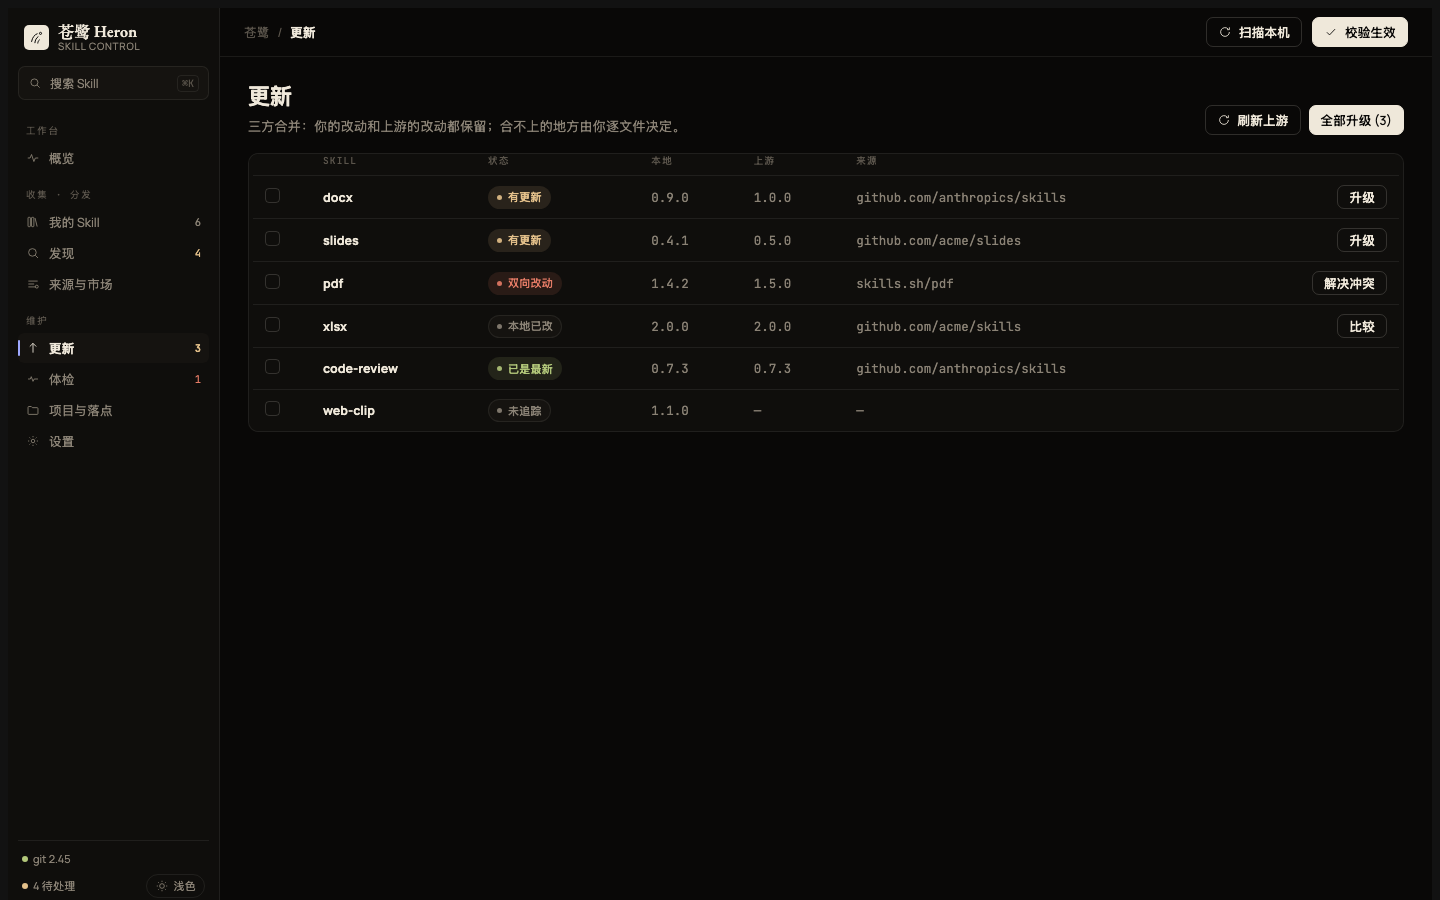 苍鹭 Heron
SKILL CONTROL
搜索 Skill ⌘K
工作台
概览
收集 · 分发
我的 Skill 6
发现 4
来源与市场
维护
更新 3
体检 1
项目与落点
设置
git 2.45
4 待处理 浅色
苍鹭 / 更新
扫描本机 校验生效
更新
三方合并：你的改动和上游的改动都保留；合不上的地方由你逐文件决定。
刷新上游 全部升级 (3)
SKILL 状态 本地 上游 来源
docx 有更新 0.9.0 1.0.0 github.com/anthropics/skills 升级
slides 有更新 0.4.1 0.5.0 github.com/acme/slides 升级
pdf 双向改动 1.4.2 1.5.0 skills.sh/pdf 解决冲突
xlsx 本地已改 2.0.0 2.0.0 github.com/acme/skills 比较
code-review 已是最新 0.7.3 0.7.3 github.com/anthropics/skills
web-clip 未追踪 1.1.0 — —